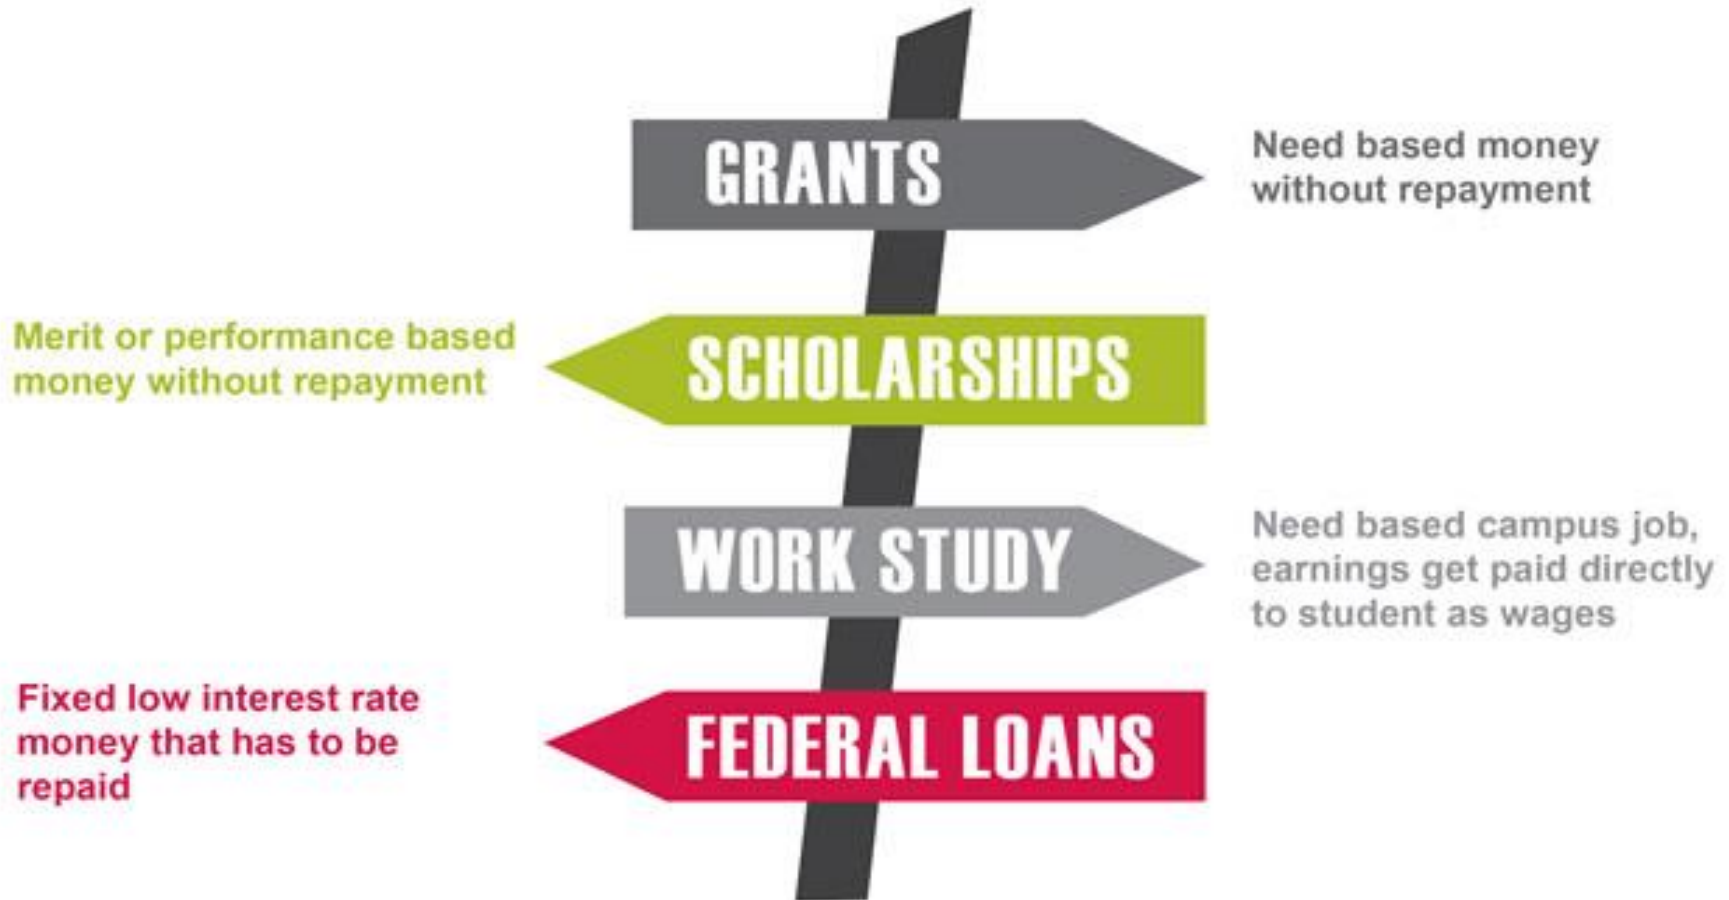 GRANTS
Need based money
without repayment
SCHOLARSHIPS
Merit or performance based
money without repayment
WORK STUDY
Need based campus job,
earnings get paid directly
to student as wages
FEDERAL LOANS
Fixed low interest rate
money that has to be
repaid